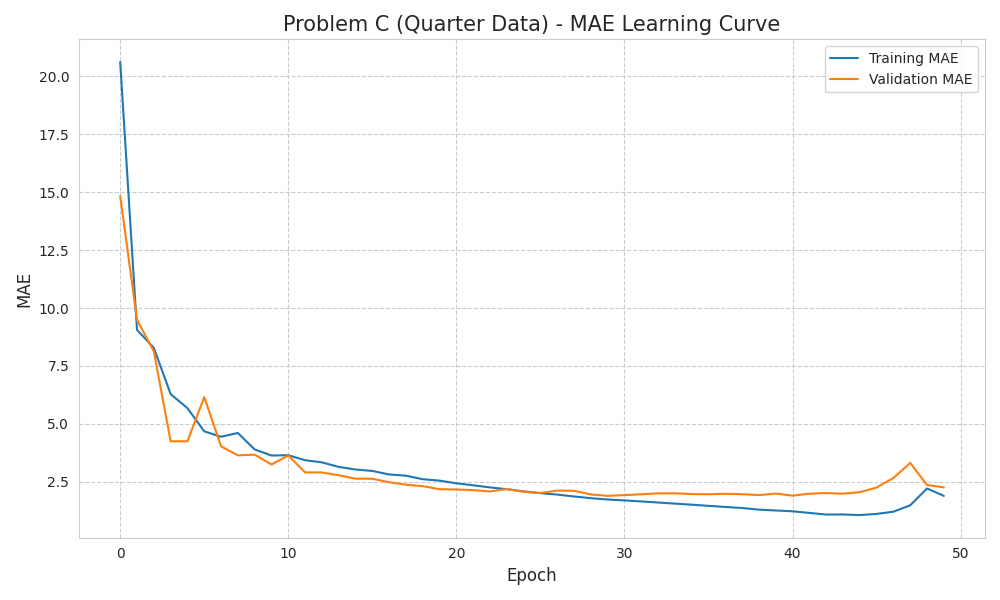 Problem C (Quarter Data) - MAE Learning Curve
Training MAE
Validation MAE
MAE
20.0
17.5
15.0
12.5
10.0
7.5
5.0
2.5
0 10 20 30 40 50
Epoch